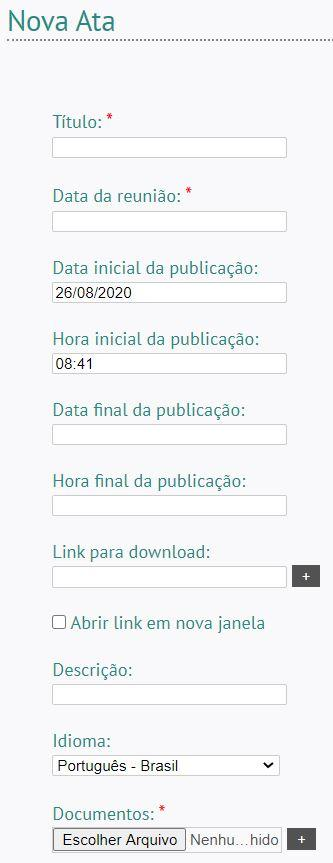 Nova Ata
Título: *
Data da reunião: *
Data inicial da publicação:
26/08/2020
Hora inicial da publicação:
08:41
Data final da publicação:
Hora final da publicação:
Link para download:
+
Abrir link em nova janela
Descrição:
Idioma:
Português - Brasil
Documentos: *
Escolher Arquivo Nenhu...hido +